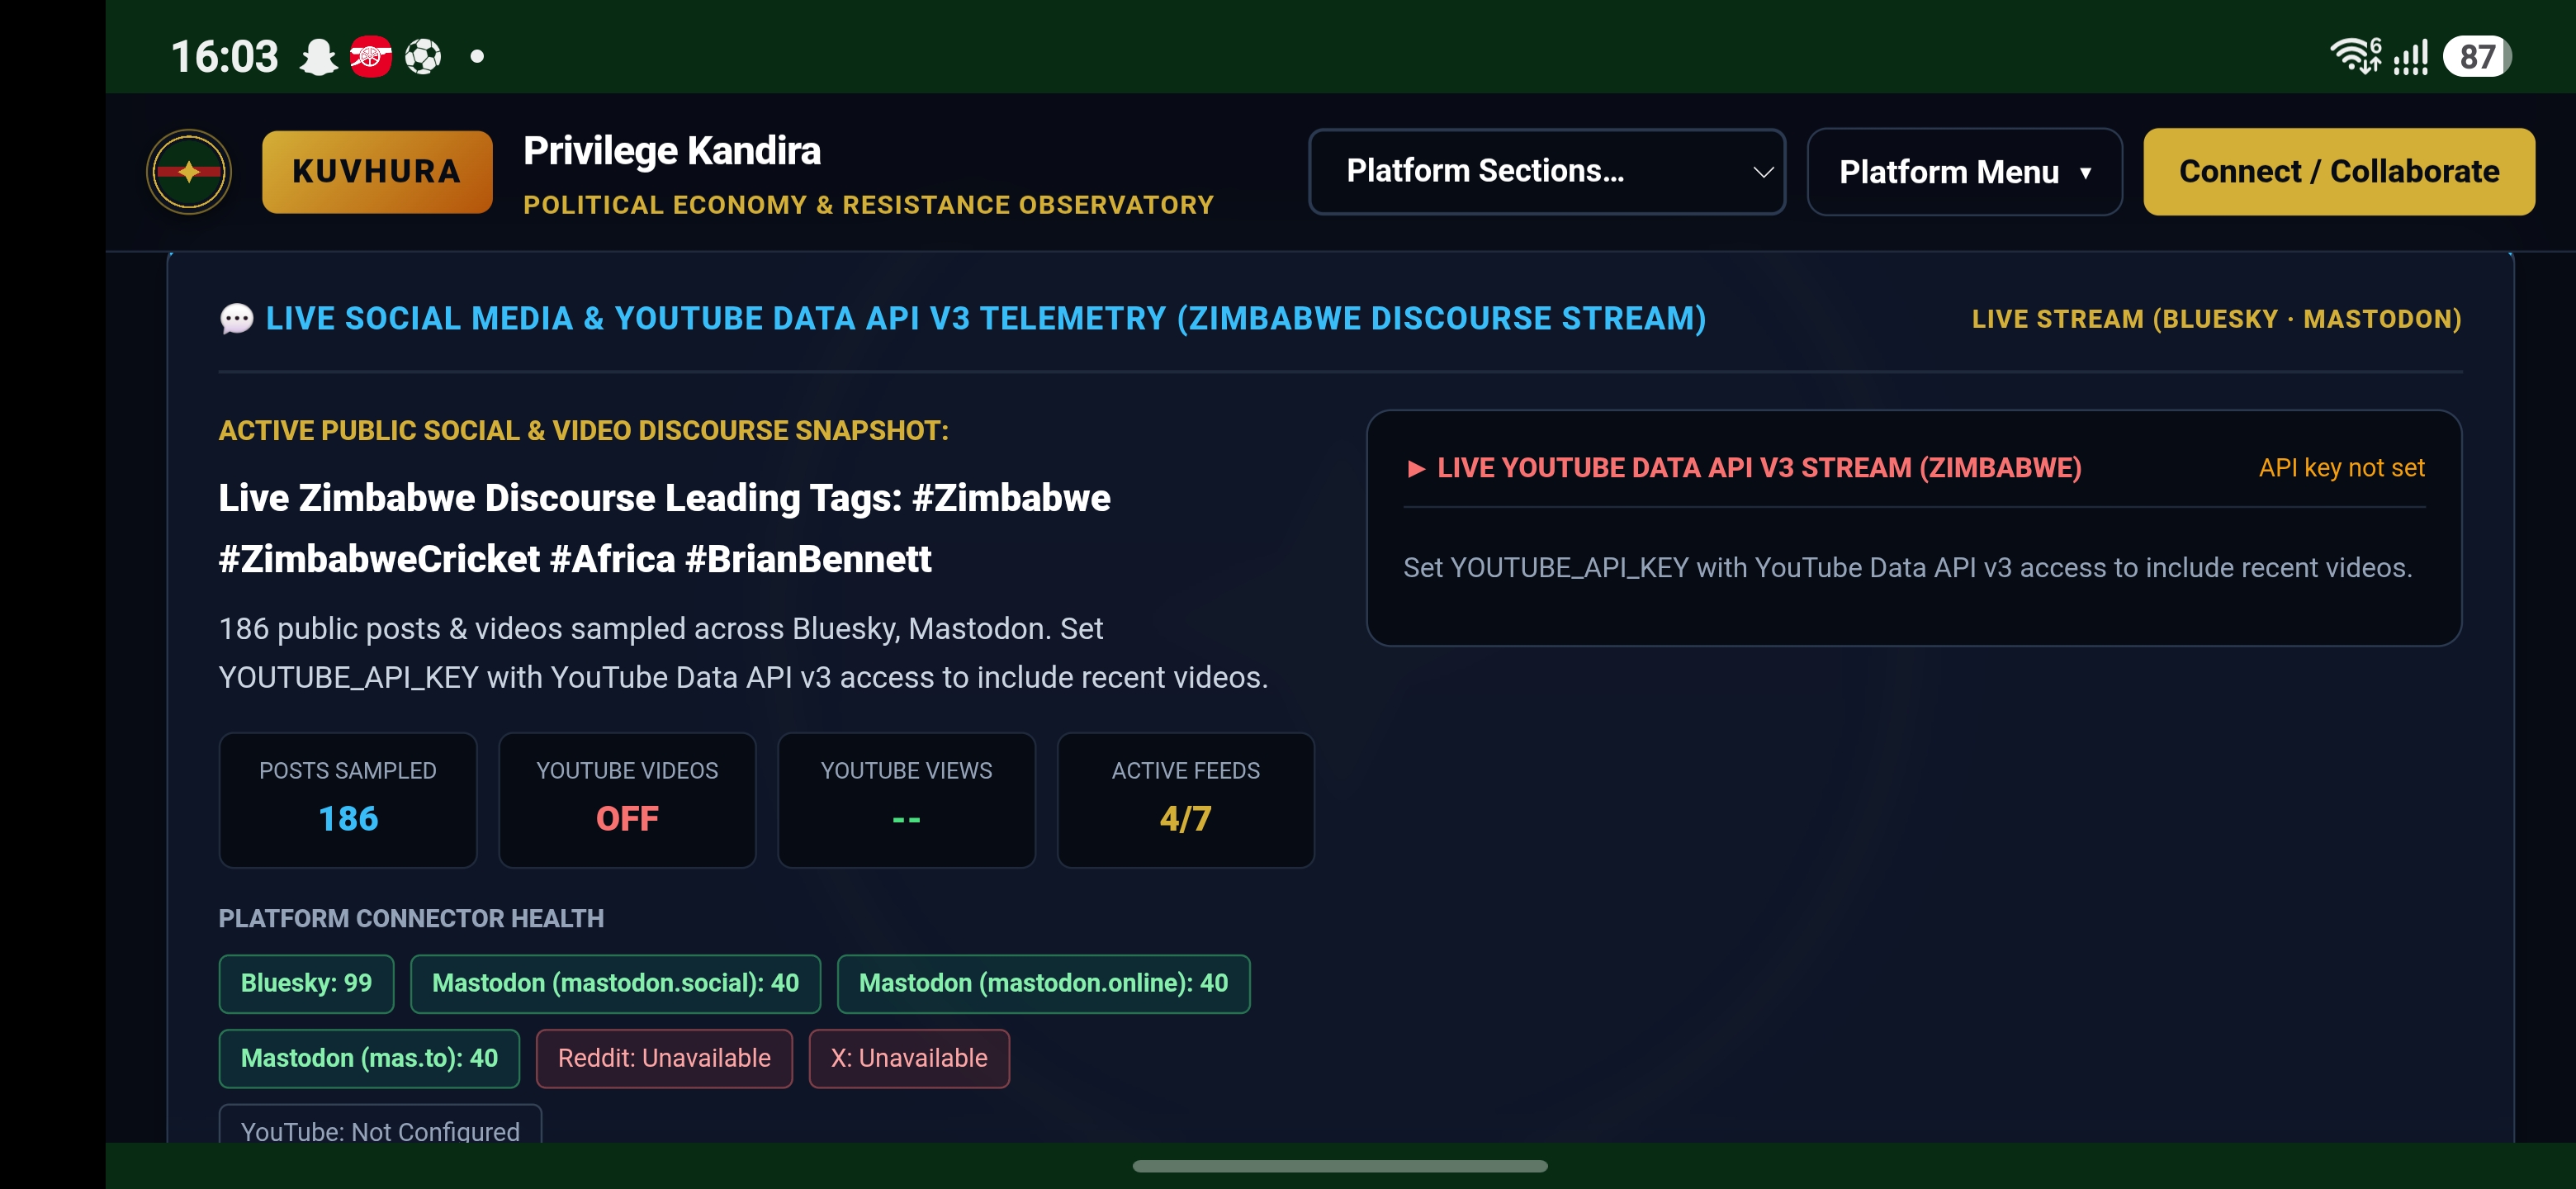 16:03
6
87
KUVHURA
Privilege Kandira
POLITICAL ECONOMY & RESISTANCE OBSERVATORY
Platform Sections...
Platform Menu ▼
Connect / Collaborate
💬 LIVE SOCIAL MEDIA & YOUTUBE DATA API V3 TELEMETRY (ZIMBABWE DISCOURSE STREAM)
LIVE STREAM (BLUESKY · MASTODON)
ACTIVE PUBLIC SOCIAL & VIDEO DISCOURSE SNAPSHOT:
Live Zimbabwe Discourse Leading Tags: #Zimbabwe
#ZimbabweCricket #Africa #BrianBennett
186 public posts & videos sampled across Bluesky, Mastodon. Set
YOUTUBE_API_KEY with YouTube Data API v3 access to include recent videos.
POSTS SAMPLED
186
YOUTUBE VIDEOS
OFF
YOUTUBE VIEWS
--
ACTIVE FEEDS
4/7
PLATFORM CONNECTOR HEALTH
Bluesky: 99
Mastodon (mastodon.social): 40
Mastodon (mastodon.online): 40
Mastodon (mas.to): 40
Reddit: Unavailable
X: Unavailable
YouTube: Not Configured
► LIVE YOUTUBE DATA API V3 STREAM (ZIMBABWE)
API key not set
Set YOUTUBE_API_KEY with YouTube Data API v3 access to include recent videos.